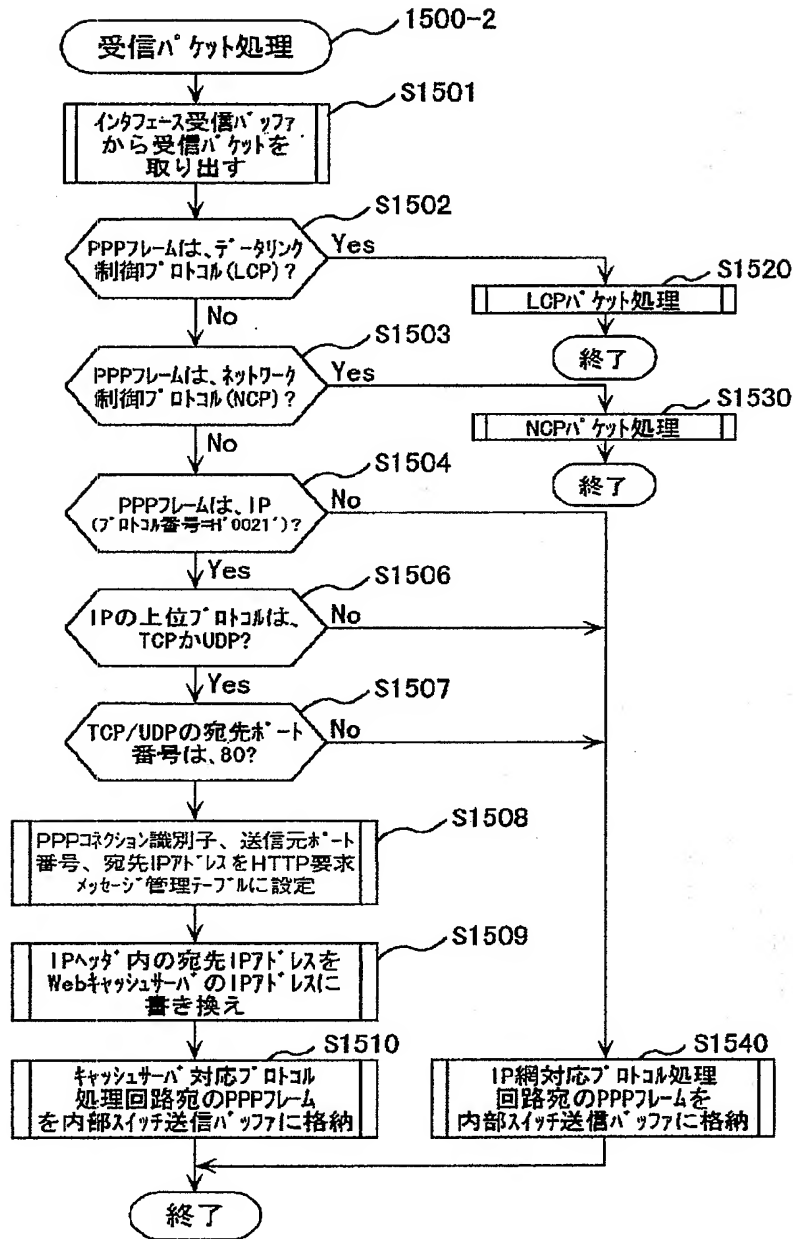 受信パケット処理
1500-2
S1501
インタフェース受信バッファ
から受信パケットを
取り出す
S1502
PPPフレームは、データリンク
制御プロトコル(LCP)?
Yes
No
S1520
LCPパケット処理
終了
S1503
PPPフレームは、ネットワーク
制御プロトコル(NCP)?
Yes
No
S1530
NCPパケット処理
終了
S1504
PPPフレームは、IP
(プロトコル番号=H'0021')?
No
Yes
S1506
IPの上位プロトコルは、
TCPかUDP?
No
Yes
S1507
TCP/UDPの宛先ポート
番号は、80?
No
S1508
PPPコネクション識別子、送信元ポート
番号、宛先IPアドレスをHTTP要求
メッセージ管理テーブルに設定
S1509
IPヘッダ内の宛先IPアドレスを
WebキャッシュサーバのIPアドレスに
書き換え
S1510
キャッシュサーバ対応プロトコル
処理回路宛のPPPフレーム
を内部スイッチ送信バッファに格納
S1540
IP網対応プロトコル処理
回路宛のPPPフレームを
内部スイッチ送信バッファに格納
終了